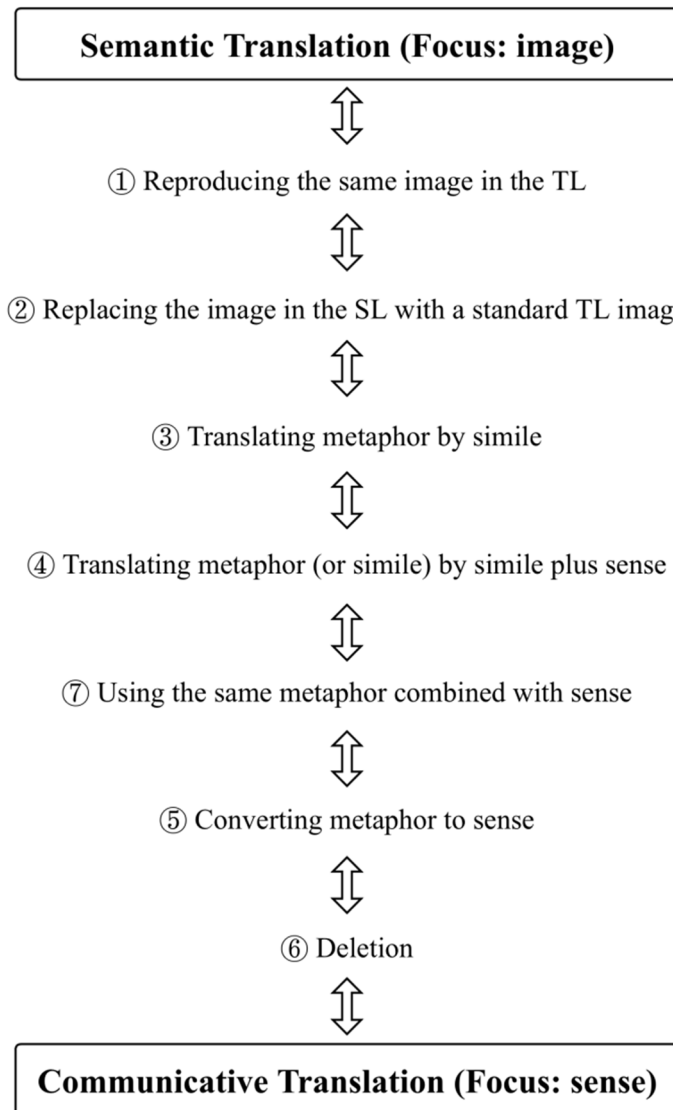 Semantic Translation (Focus: image)
① Reproducing the same image in the TL
② Replacing the image in the SL with a standard TL imag
③ Translating metaphor by simile
④ Translating metaphor (or simile) by simile plus sense
⑦ Using the same metaphor combined with sense
⑤ Converting metaphor to sense
⑥ Deletion
Communicative Translation (Focus: sense)